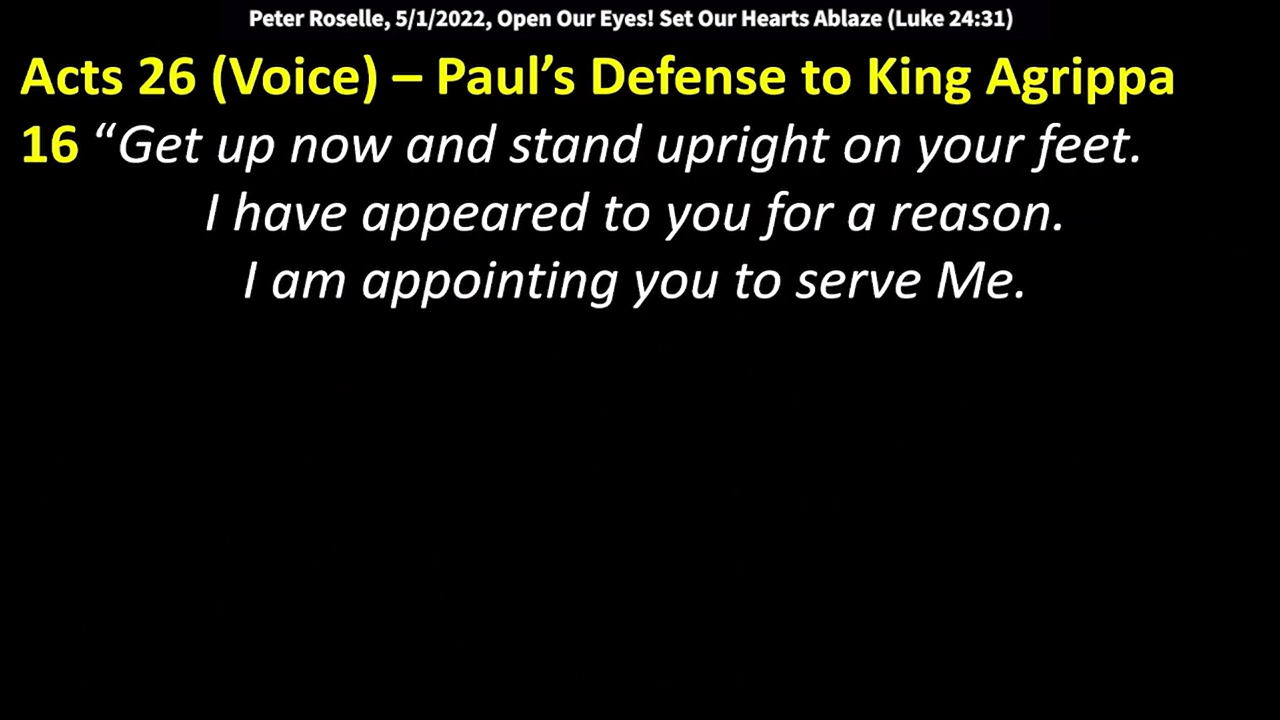 Peter Roselle, 5/1/2022, Open Our Eyes! Set Our Hearts Ablaze (Luke 24:31)
Acts 26 (Voice) – Paul’s Defense to King Agrippa
16 “Get up now and stand upright on your feet.
I have appeared to you for a reason.
I am appointing you to serve Me.